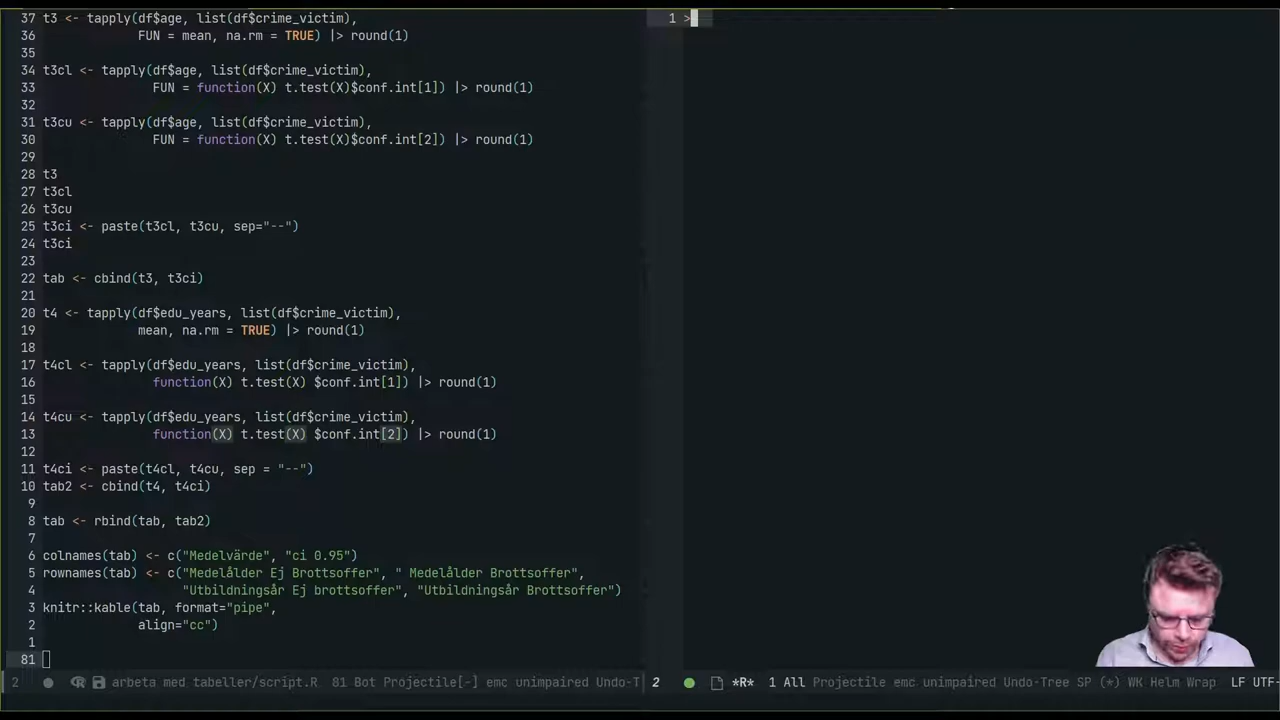 37 t3 <- tapply(df$age, list(df$crime_victim),
36 FUN = mean, na.rm = TRUE) |> round(1)
35
34 t3cl <- tapply(df$age, list(df$crime_victim),
33 FUN = function(X) t.test(X)$conf.int[1]) |> round(1)
32
31 t3cu <- tapply(df$age, list(df$crime_victim),
30 FUN = function(X) t.test(X)$conf.int[2]) |> round(1)
29
28 t3
27 t3cl
26 t3cu
25 t3ci <- paste(t3cl, t3cu, sep="--")
24 t3ci
23
22 tab <- cbind(t3, t3ci)
21
20 t4 <- tapply(df$edu_years, list(df$crime_victim),
19 mean, na.rm = TRUE) |> round(1)
18
17 t4cl <- tapply(df$edu_years, list(df$crime_victim),
16 function(X) t.test(X) $conf.int[1]) |> round(1)
15
14 t4cu <- tapply(df$edu_years, list(df$crime_victim),
13 function(X) t.test(X) $conf.int[2]) |> round(1)
12
11 t4ci <- paste(t4cl, t4cu, sep = "--")
10 tab2 <- cbind(t4, t4ci)
9
8 tab <- rbind(tab, tab2)
7
6 colnames(tab) <- c("Medelvärde", "ci 0.95")
5 rownames(tab) <- c("Medelålder Ej Brottsoffer", " Medelålder Brottsoffer",
4 "Utbildningsår Ej brottsoffer", "Utbildningsår Brottsoffer")
3 knitr::kable(tab, format="pipe",
2 align="cc")
1
81
2 arbeta med tabeller/script.R 81 Bot Projectile[-] emc unimpaired Undo-T
1 >
2 *R* 1 All Projectile emc unimpaired Undo-Tree SP (*) WK Helm Wrap LF UTF-